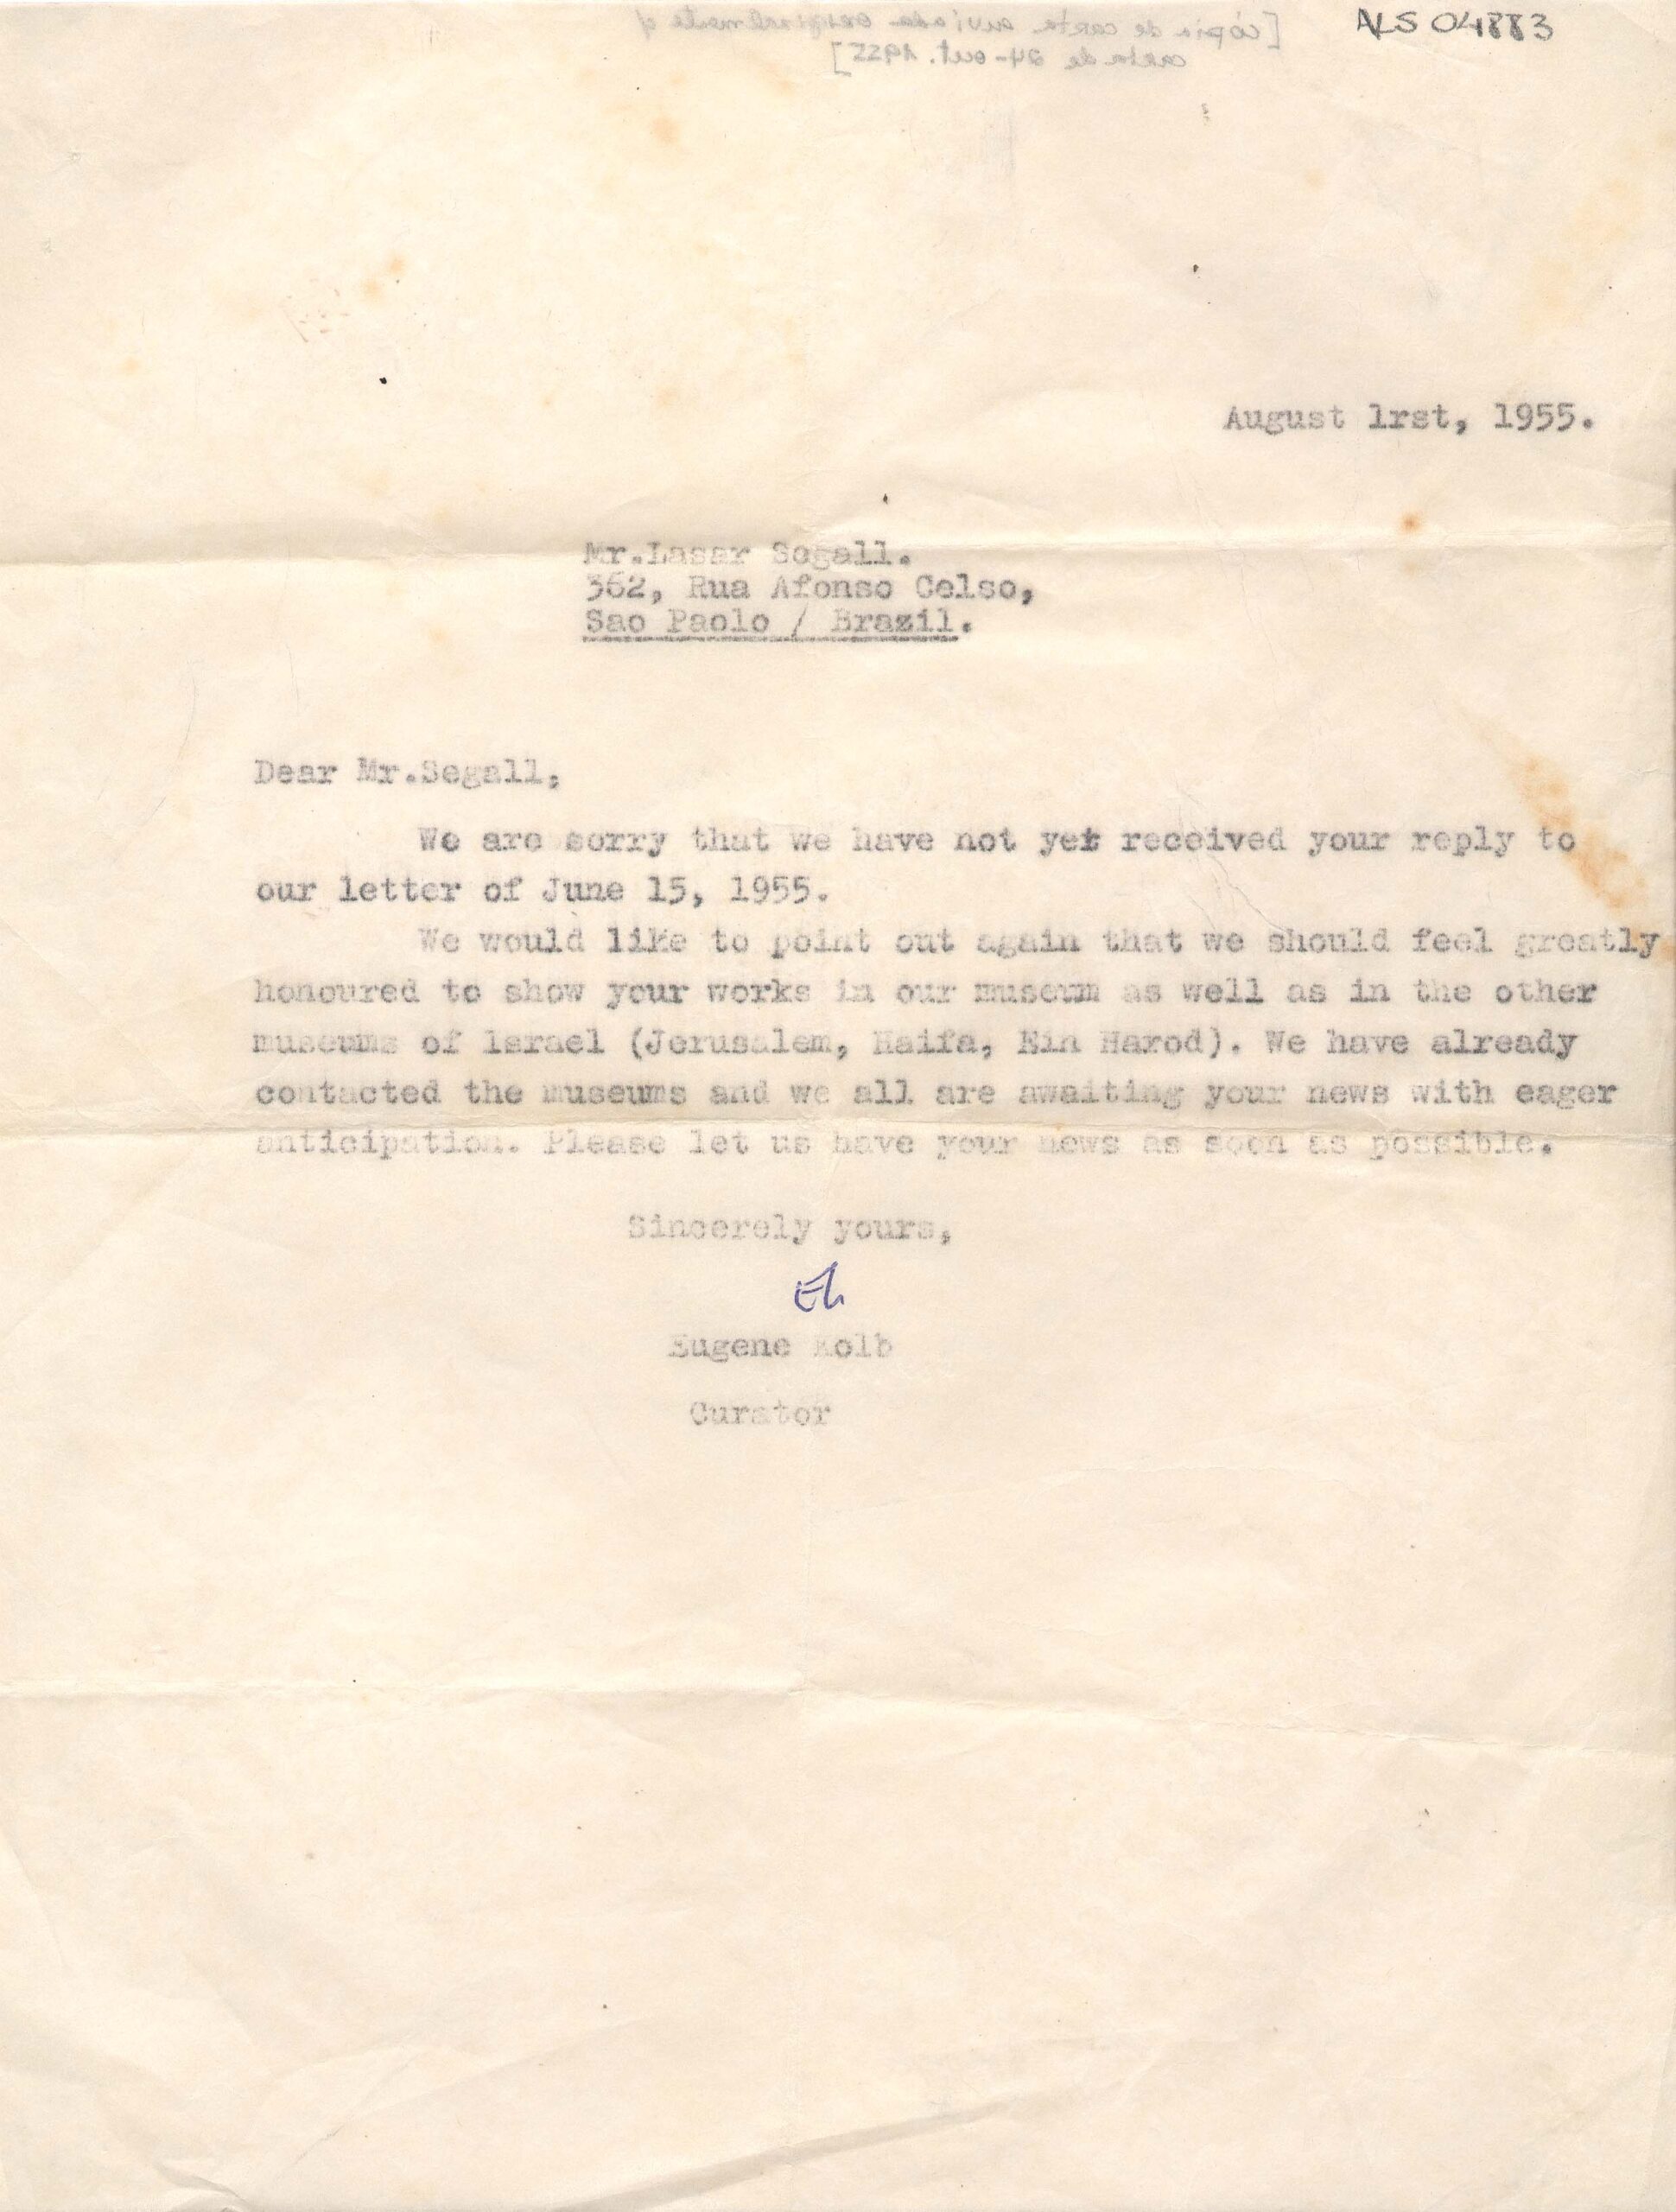 [cópia de carta enviada originalmente c/
carta de 24-out. 1955]
ALS 04883
August 1rst, 1955.
Mr.Lasar Segall.
362, Rua Afonso Celso,
Sao Paolo / Brazil.
Dear Mr.Segall,
We are sorry that we have not yet received your reply to
our letter of June 15, 1955.
We would like to point out again that we should feel greatly
honoured to show your works in our museum as well as in the other
museums of Israel (Jerusalem, Haifa, Ein Harod). We have already
contacted the museums and we all are awaiting your news with eager
anticipation. Please let us have your news as soon as possible.
Sincerely yours,
Eugene Kolb
Curator